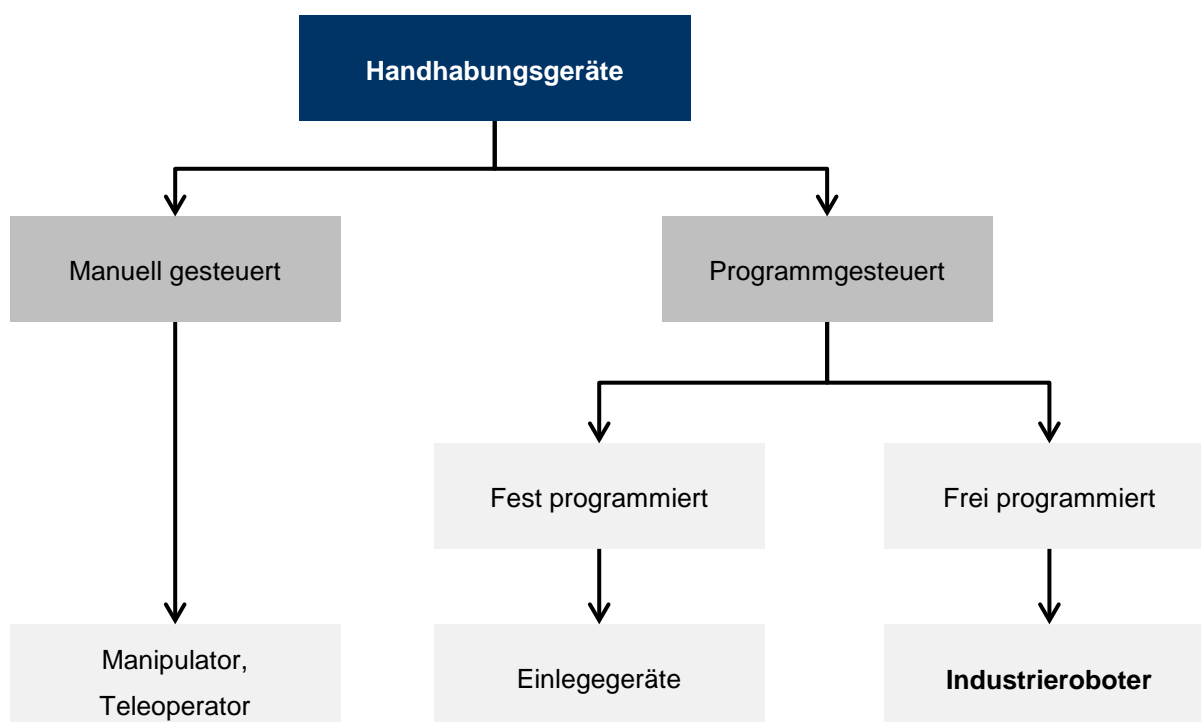 Handhabungsgeräte
Manuell gesteuert
Programmgesteuert
Fest programmiert
Frei programmiert
Manipulator,
Teleoperator
Einlegegeräte
Industrieroboter